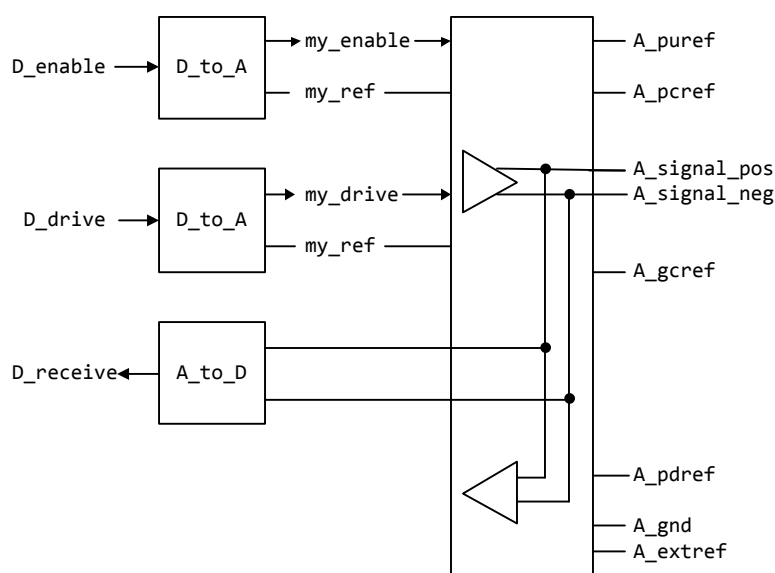 D_enable
D_to_A
my_enable
my_ref
A_puref
A_pcref
A_signal_pos
A_signal_neg
D_drive
D_to_A
my_drive
my_ref
A_gcref
D_receive
A_to_D
A_pdref
A_gnd
A_extref